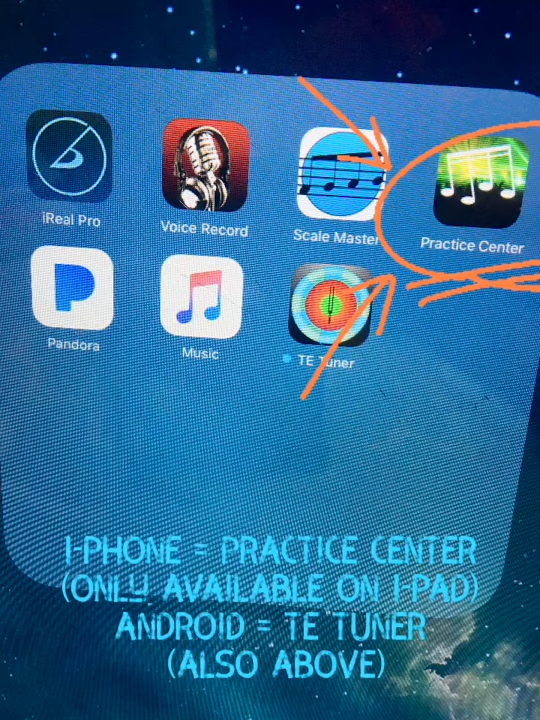 iReal Pro
Voice Record
Scale Master
Practice Center
Pandora
Music
TE Tuner
I-PHONE = PRACTICE CENTER
(ONLY AVAILABLE ON I-PAD)
ANDROID = TE TUNER
(ALSO ABOVE)